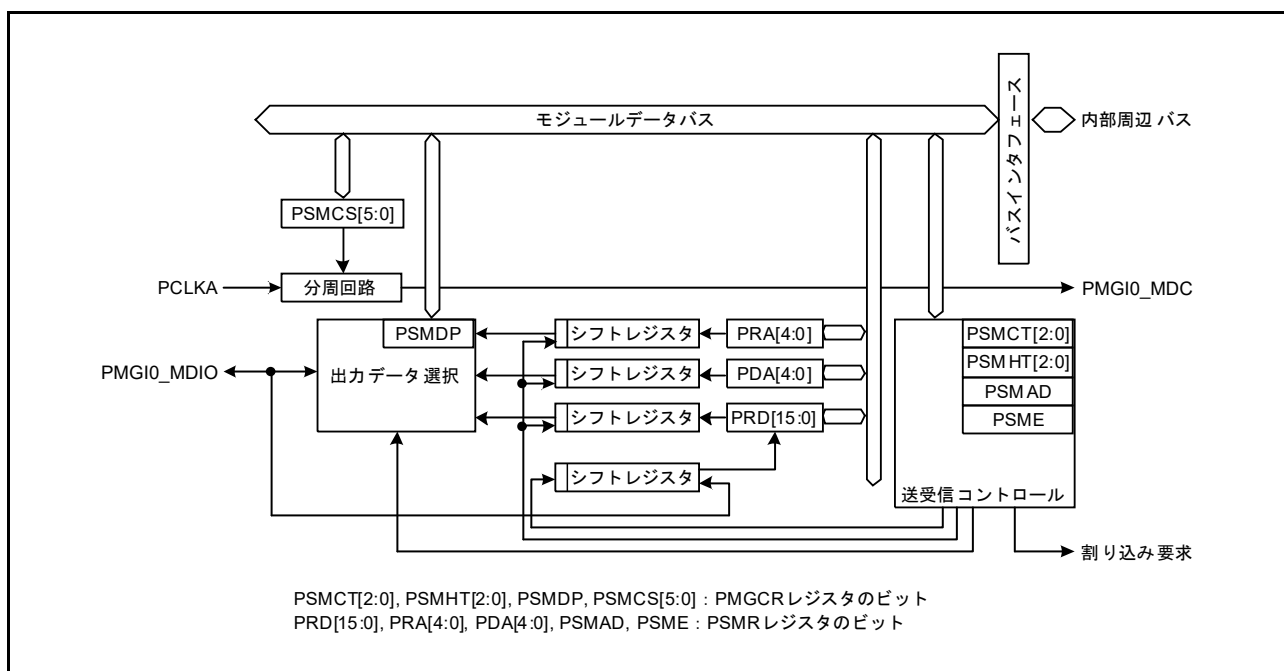 モジュールデータバス
バスインタフェース
内部周辺 バス
PSMCS[5:0]
PCLKA
分周回路
PMGI0_MDC
PSMDP
シフトレジスタ
PRA[4:0]
PSMCT[2:0]
PSMHT[2:0]
PMGI0_MDIO
出力データ選択
シフトレジスタ
PDA[4:0]
PSMAD
シフトレジスタ
PRD[15:0]
PSME
シフトレジスタ
送受信コントロール
割り込み要求
PSMCT[2:0], PSMHT[2:0], PSMDP, PSMCS[5:0] : PMGCRレジスタのビット
PRD[15:0], PRA[4:0], PDA[4:0], PSMAD, PSME : PSMRレジスタのビット